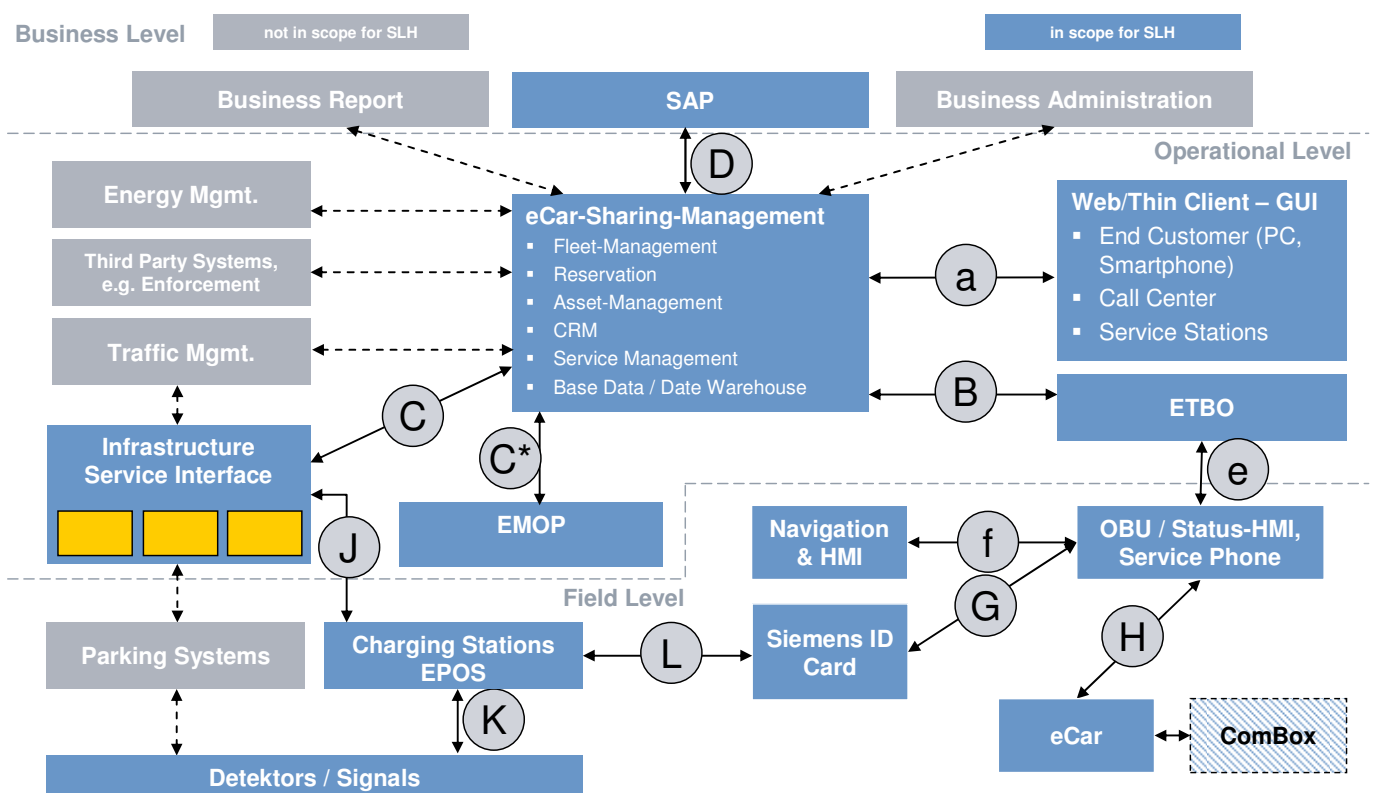 Business Level
not in scope for SLH
in scope for SLH
Business Report
SAP
Business Administration
D
Operational Level
Energy Mgmt.
Third Party Systems,
e.g. Enforcement
Traffic Mgmt.
eCar-Sharing-Management
▪ Fleet-Management
▪ Reservation
▪ Asset-Management
▪ CRM
▪ Service Management
▪ Base Data / Date Warehouse
a
Web/Thin Client – GUI
▪ End Customer (PC,
Smartphone)
▪ Call Center
▪ Service Stations
B
ETBO
C
C*
e
Infrastructure
Service Interface
J
EMOP
Navigation
& HMI
f
OBU / Status-HMI,
Service Phone
G
Field Level
H
Parking Systems
Charging Stations
EPOS
L
Siemens ID
Card
K
eCar
ComBox
Detektors / Signals